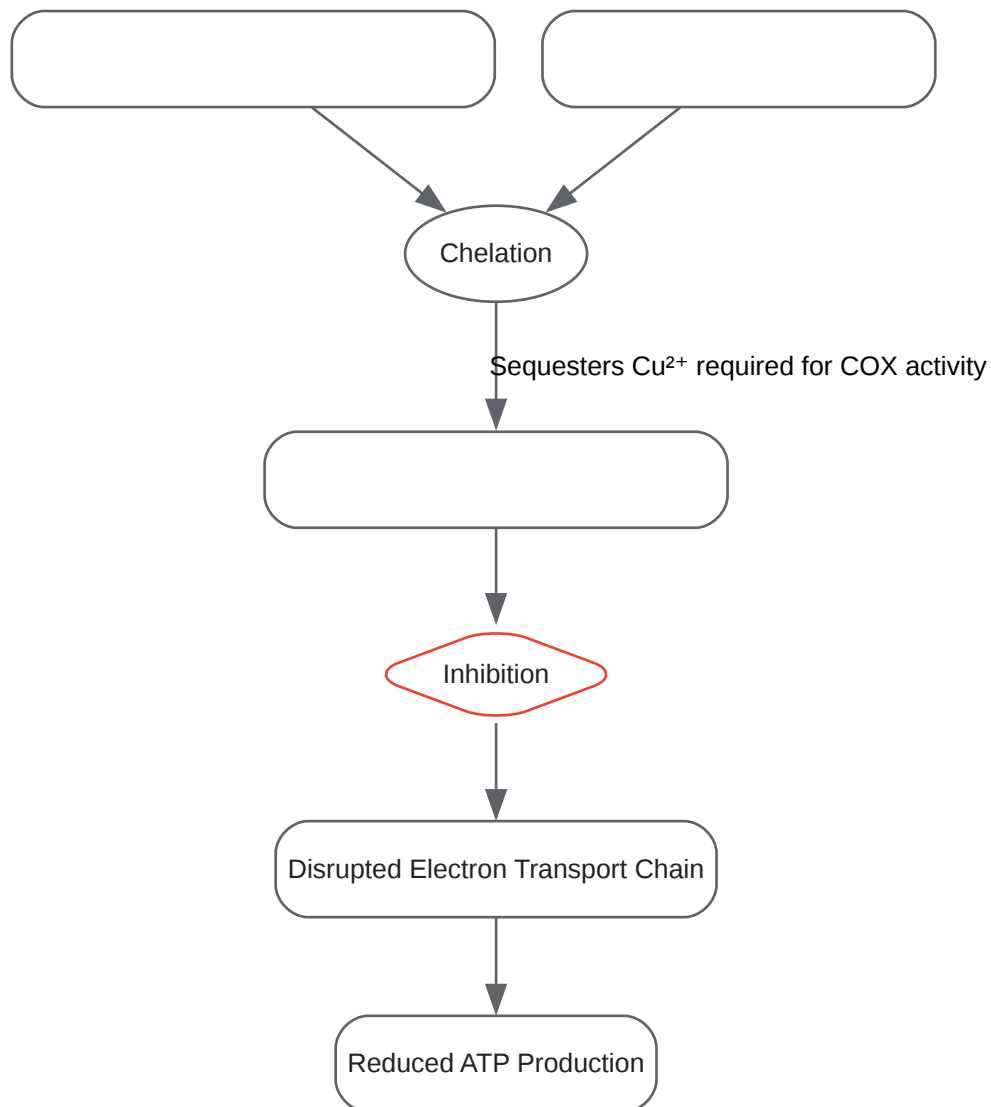 Chelation
Sequesters Cu²⁺ required for COX activity
Inhibition
Disrupted Electron Transport Chain
Reduced ATP Production